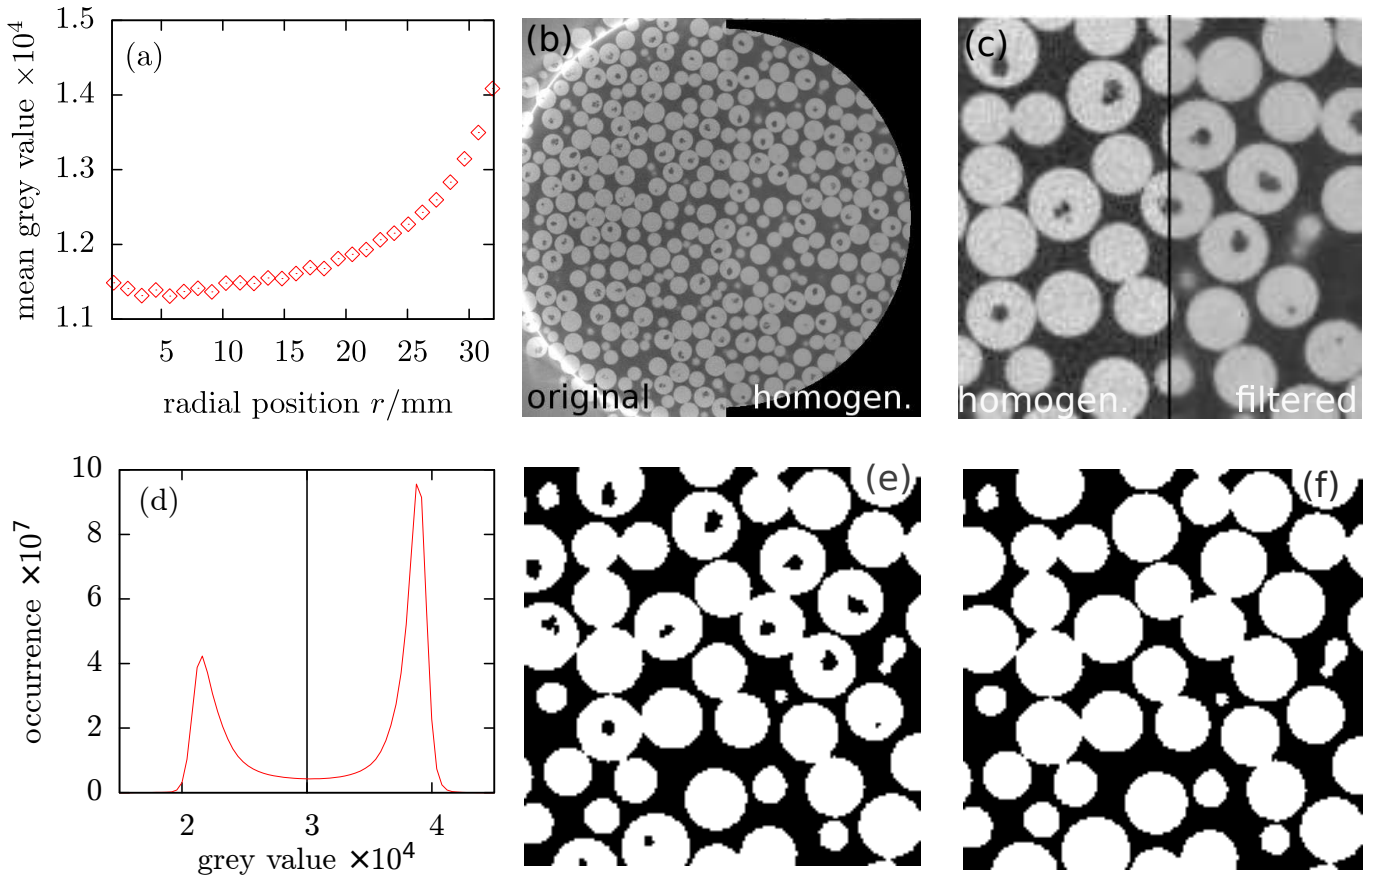 (a)
mean grey value ×10⁴
1.5
1.4
1.3
1.2
1.1
5 10 15 20 25 30
radial position r/mm
(b)
original
homogen.
(c)
homogen.
filtered
(d)
occurrence ×10⁷
10
8
6
4
2
0
2 3 4
grey value ×10⁴
(e)
(f)